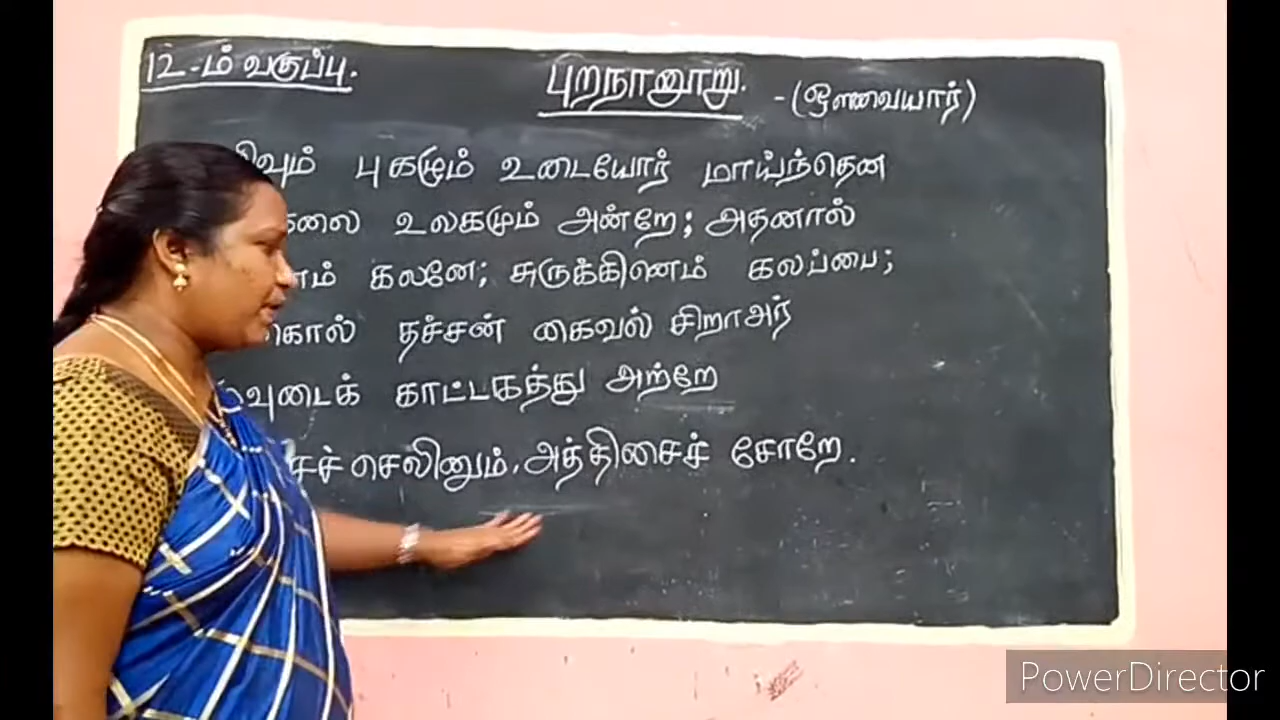 12-ம் வகுப்பு.
புறநானூறு.
-(ஔவையார்)
புகழும் உடையோர் மாய்ந்தென
உலகமும் அன்றே; அதனால்
கலனே; சுருக்கினெம் கலப்பை;
தச்சன் கைவல் சிறாஅர்
காட்டகத்து அற்றே
செலினும், அத்திசைச் சோறே.
PowerDirector